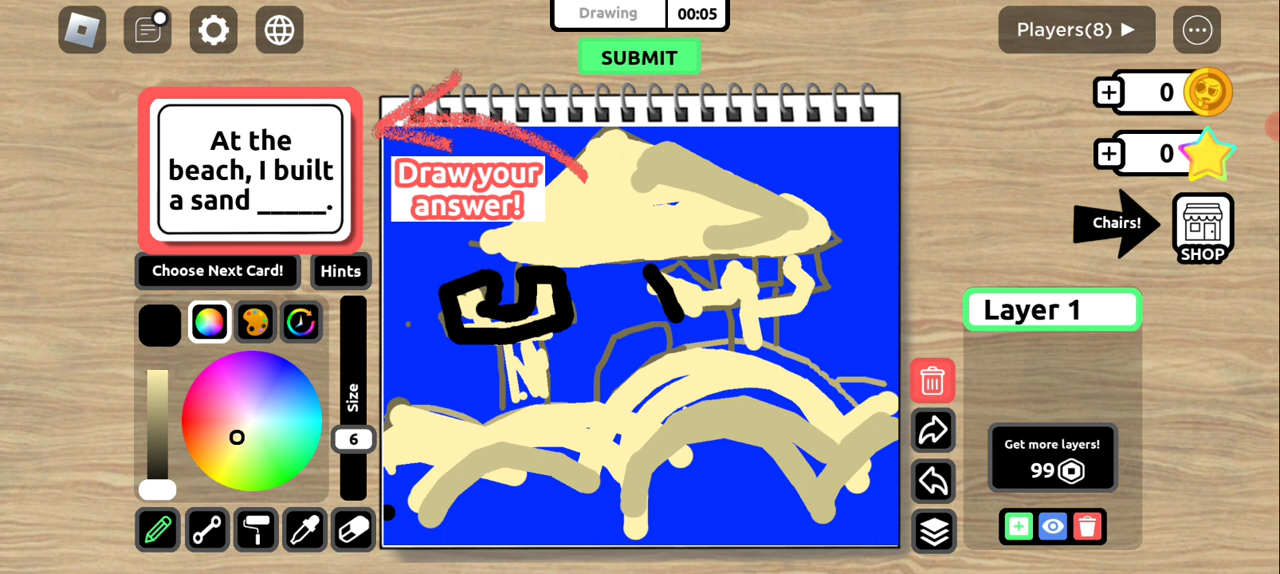 Drawing
00:05
Players(8) ▶
SUBMIT
0
At the
beach, I built
a sand _____.
Draw your
answer!
0
Chairs!
SHOP
Choose Next Card!
Hints
Layer 1
Size
6
Get more layers!
99